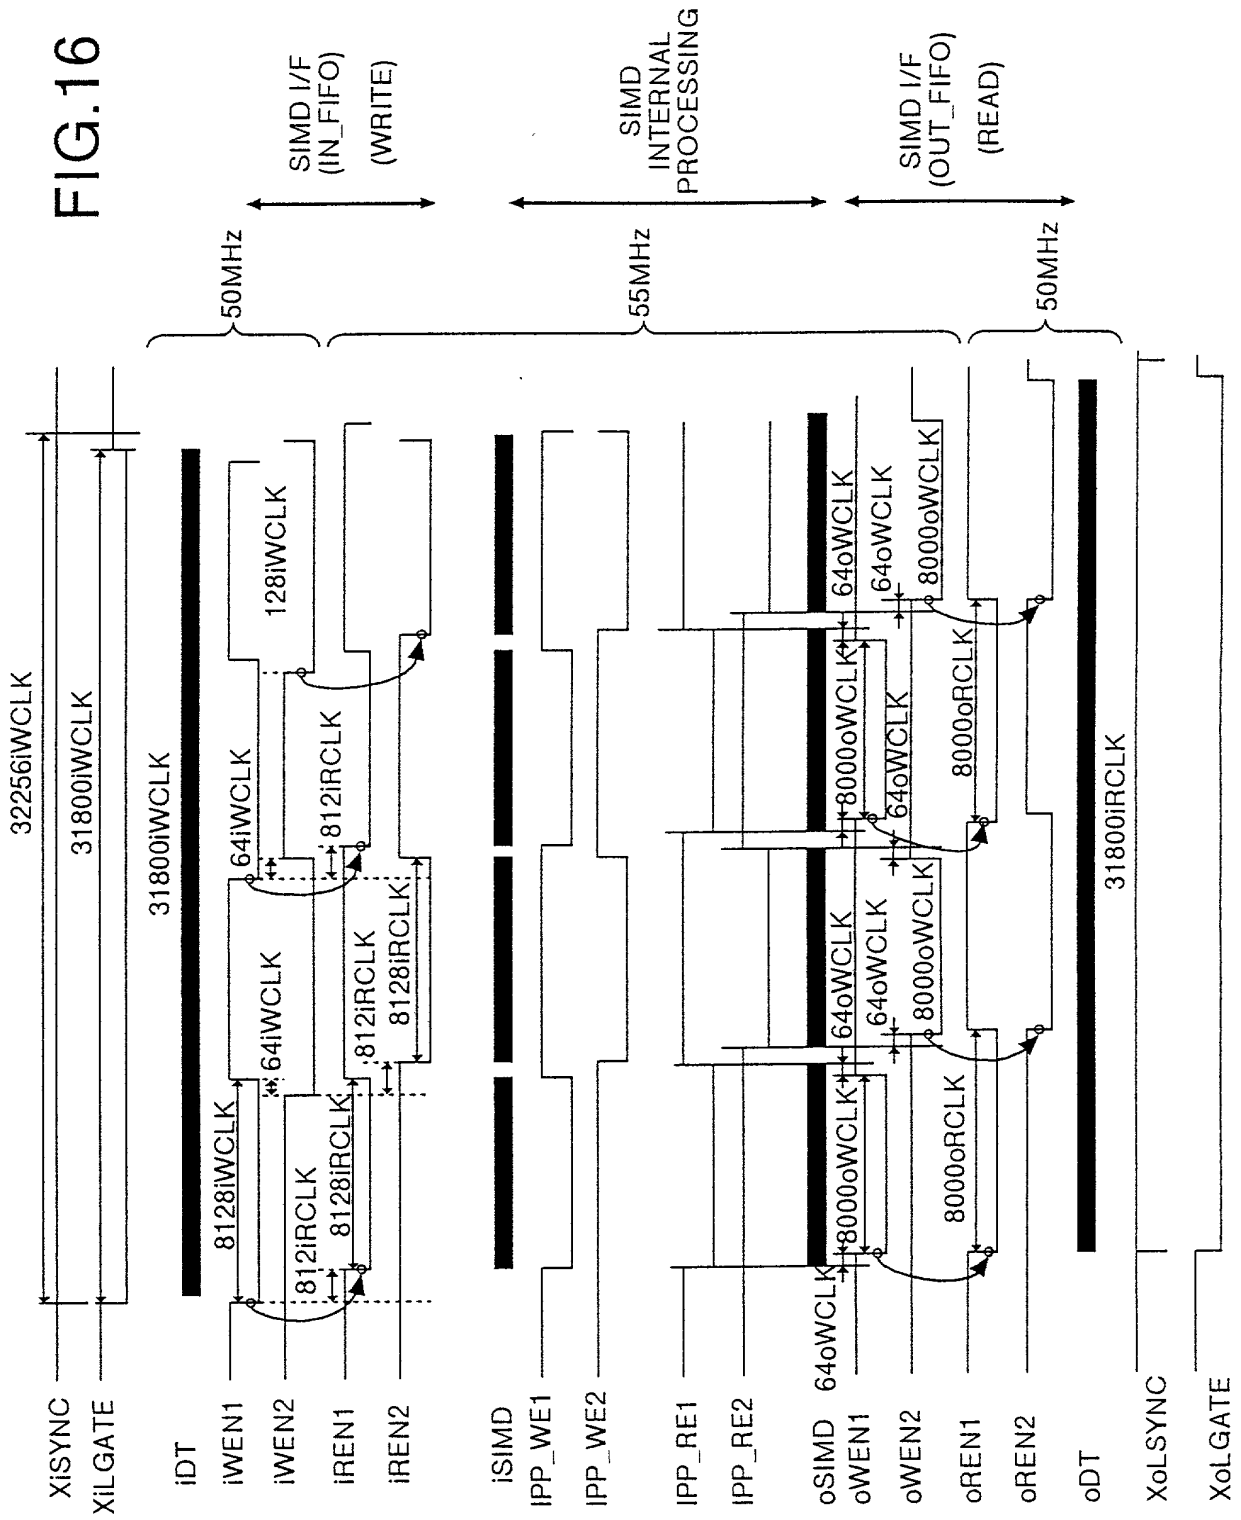 FIG.16
32256iWCLK
XiSYNC
31800iWCLK
XiLGATE
31800iWCLK
iDT
50MHz
SIMD I/F
(IN_FIFO)
(WRITE)
8128iWCLK
64iWCLK
iWEN1
64iWCLK
128iWCLK
iWEN2
812iRCLK
8128iRCLK
812iRCLK
iREN1
812iRCLK
8128iRCLK
iREN2
iSIMD
IPP_WE1
IPP_WE2
55MHz
SIMD
INTERNAL
PROCESSING
IPP_RE1
IPP_RE2
oSIMD
64oWCLK
8000oWCLK
64oWCLK
8000oWCLK
64oWCLK
oWEN1
64oWCLK
64oWCLK
64oWCLK
oWEN2
8000oWCLK
8000oWCLK
SIMD I/F
(OUT_FIFO)
(READ)
8000oRCLK
8000oRCLK
oREN1
oREN2
50MHz
oDT
31800iRCLK
XoLSYNC
XoLGATE